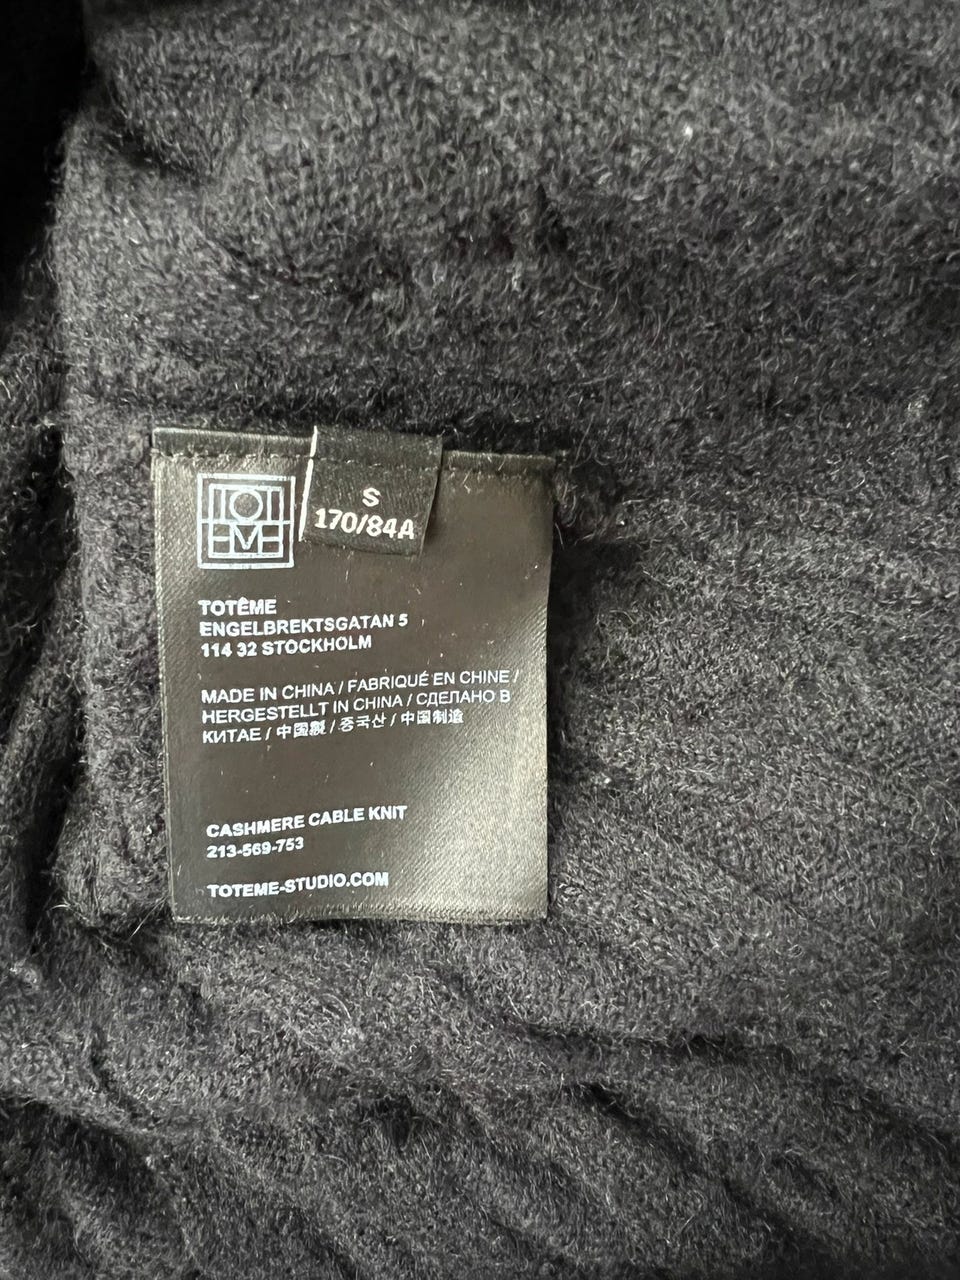 TOT
EME
S
170/84A
TOTÊME
ENGELBREKTSGATAN 5
114 32 STOCKHOLM
MADE IN CHINA / FABRIQUÉ EN CHINE /
HERGESTELLT IN CHINA / СДЕЛАНО В
КИТАЕ / 中国製 / 중국산 / 中国制造
CASHMERE CABLE KNIT
213-569-753
TOTEME-STUDIO.COM